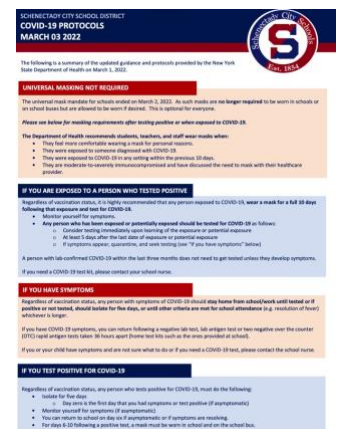 SCHENECTADY CITY SCHOOL DISTRICT
COVID-19 PROTOCOLS
MARCH 03 2022
Schenectady City Schools
S
Est. 1854
The following is a summary of the updated guidance and protocols provided by the New York
State Department of Health on March 1, 2022.
UNIVERSAL MASKING NOT REQUIRED
The universal mask mandate for schools ended on March 2, 2022. As such masks are no longer required to be worn in schools or
on school buses but are allowed to be worn if desired. This is optional for everyone.
Please see below for masking requirements after testing positive or when exposed to COVID-19.
The Department of Health recommends students, teachers, and staff wear masks when:
• They feel more comfortable wearing a mask for personal reasons.
• They were exposed to someone diagnosed with COVID-19.
• They were exposed to COVID-19 in any setting within the previous 10 days.
• They are moderate-to-severely immunocompromised and have discussed the need to mask with their healthcare
provider.
IF YOU ARE EXPOSED TO A PERSON WHO TESTED POSITIVE
Regardless of vaccination status, it is highly recommended that any person exposed to COVID-19, wear a mask for a full 10 days
following that exposure and test for COVID-19.
• Monitor yourself for symptoms.
• Any person who has been exposed or potentially exposed should be tested for COVID-19 as follows:
o Consider testing immediately upon learning of the exposure or potential exposure
o At least 5 days after the last date of exposure or potential exposure
o If symptoms appear, quarantine, and seek testing (see "If you have symptoms" below)
A person with lab-confirmed COVID-19 within the last three months does not need to get tested unless they develop symptoms.
If you need a COVID-19 test kit, please contact your school nurse.
IF YOU HAVE SYMPTOMS
Regardless of vaccination status, any person with symptoms of COVID-19 should stay home from school/work until tested or if
positive or not tested, should isolate for five days, or until other criteria are met for school attendance (e.g. resolution of fever)
whichever is longer.
If you have COVID-19 symptoms, you can return following a negative lab test, lab antigen test or two negative over the counter
(OTC) rapid antigen tests taken 36 hours apart (home test kits such as the ones provided at school).
If you or your child have symptoms and are not sure what to do or if you need a COVID-19 test, please contact the school nurse.
IF YOU TEST POSITIVE FOR COVID-19
Regardless of vaccination status, any person who tests positive for COVID-19, must do the following:
• Isolate for five days
o Day zero is the first day that you had symptoms or test positive (if asymptomatic)
• Monitor yourself for symptoms (if asymptomatic)
• You can return to school on day six if asymptomatic or if symptoms are resolving.
• For days 6-10 following a positive test, a mask must be worn in school and on the school bus.